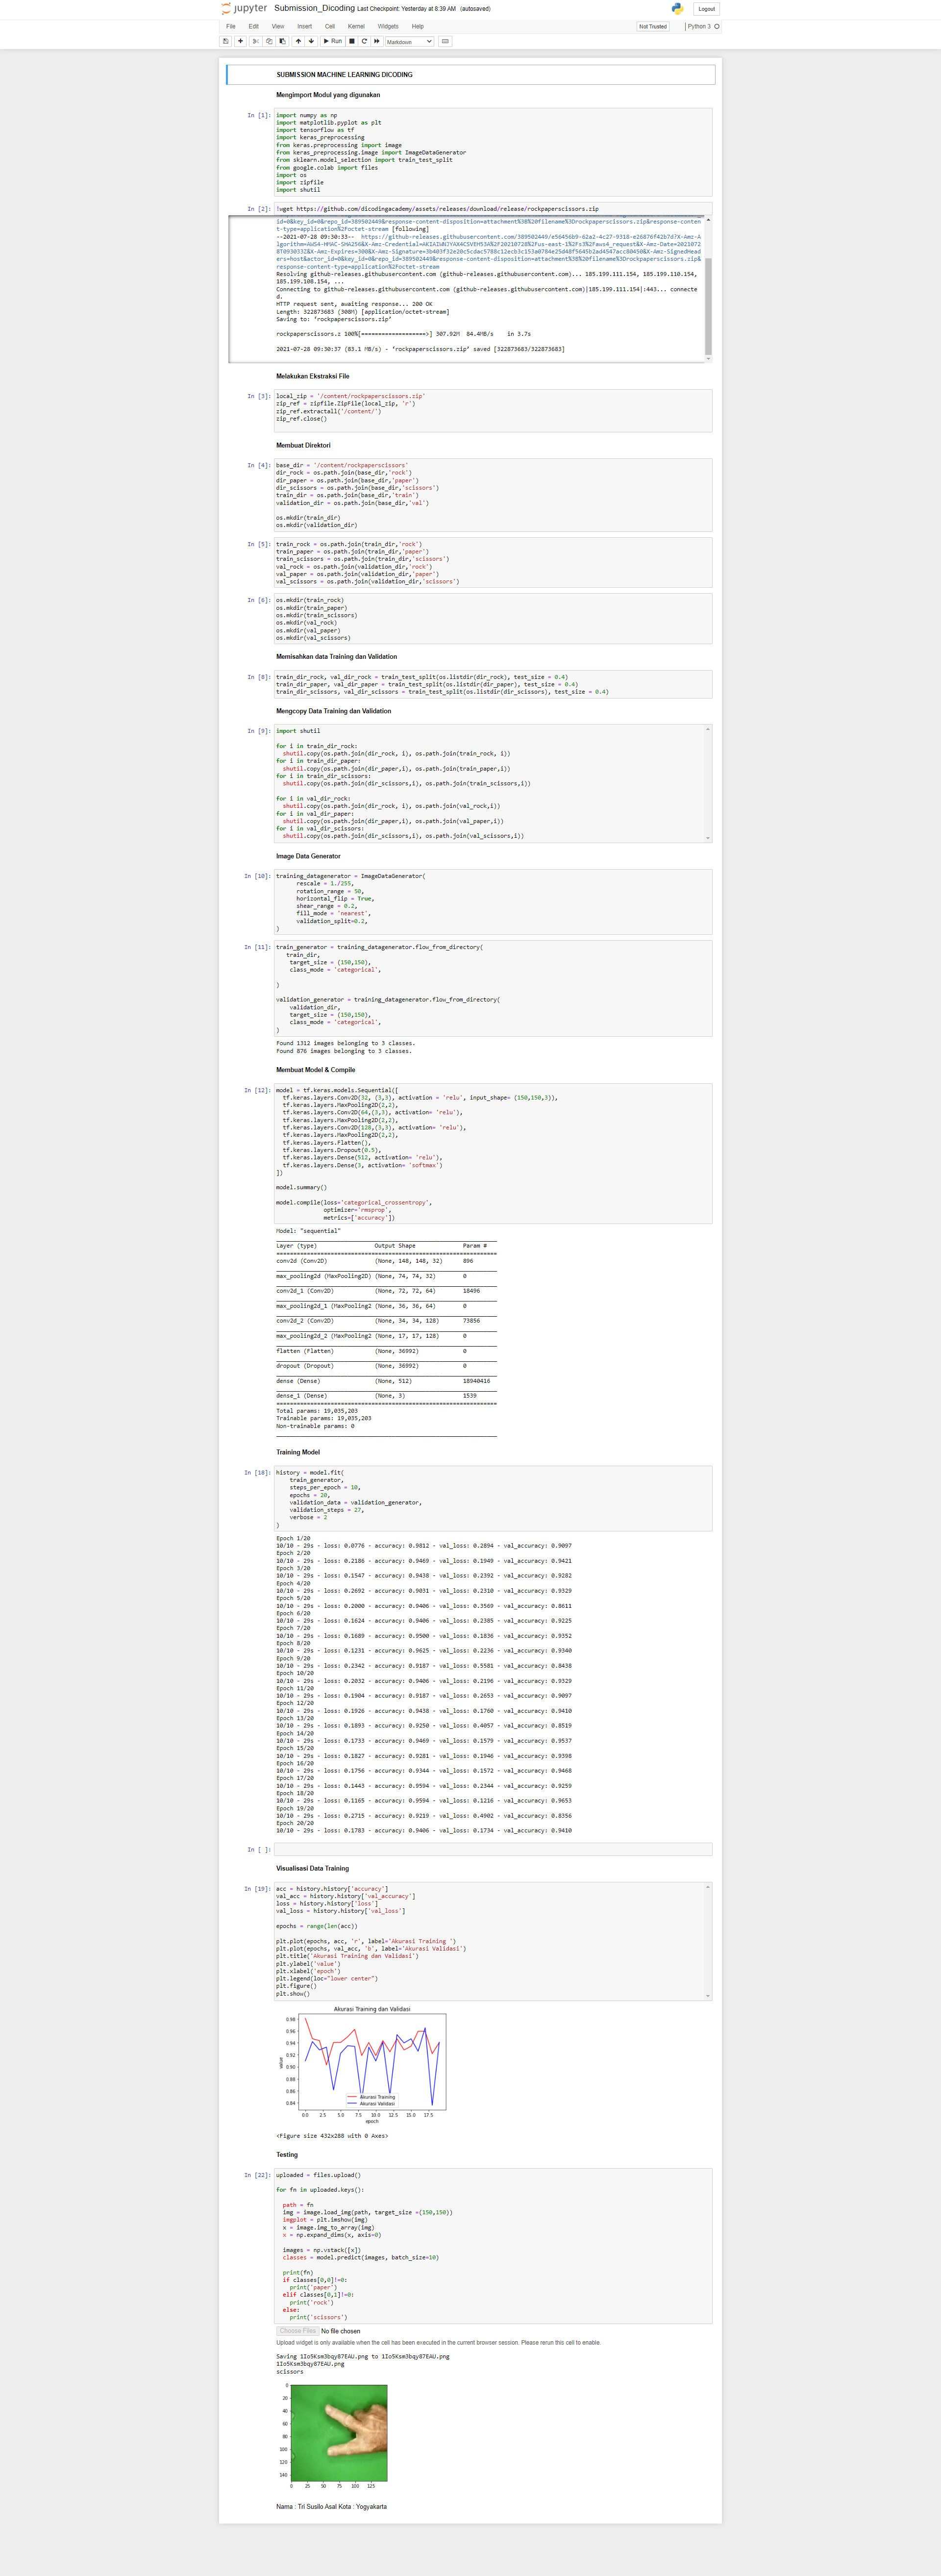 jupyter Submission_Dicoding Last Checkpoint: Yesterday at 8:39 AM (autosaved)
Logout
File Edit View Insert Cell Kernel Widgets Help
Not Trusted
Python 3
Run
Markdown
SUBMISSION MACHINE LEARNING DICODING
Mengimport Modul yang digunakan
In [1]:
import numpy as np
import matplotlib.pyplot as plt
import tensorflow as tf
import keras_preprocessing
from keras.preprocessing import image
from keras_preprocessing.image import ImageDataGenerator
from sklearn.model_selection import train_test_split
from google.colab import files
import os
import zipfile
import shutil
In [2]:
!wget https://github.com/dicodingacademy/assets/releases/download/release/rockpaperscissors.zip
id=0&key_id=0&repo_id=389502449&response-content-disposition=attachment%3B%20filename%3Drockpaperscissors.zip&response-conten
t-type=application%2Foctet-stream [following]
ers=host&actor_id=0&key_id=0&repo_id=389502449&response-content-disposition=attachment%3B%20filename%3Drockpaperscissors.zip&
response-content-type=application%2Foctet-stream
Resolving github-releases.githubusercontent.com (github-releases.githubusercontent.com)... 185.199.111.154, 185.199.110.154,
185.199.108.154, ...
Connecting to github-releases.githubusercontent.com (github-releases.githubusercontent.com)|185.199.111.154|:443... connecte
d.
HTTP request sent, awaiting response... 200 OK
Length: 322873683 (308M) [application/octet-stream]
Saving to: ‘rockpaperscissors.zip’
rockpaperscissors.z 100%[===================>] 307.92M 84.4MB/s in 3.7s
2021-07-28 09:30:37 (83.1 MB/s) - ‘rockpaperscissors.zip’ saved [322873683/322873683]
Melakukan Ekstraksi File
In [3]:
local_zip = '/content/rockpaperscissors.zip'
zip_ref = zipfile.ZipFile(local_zip, 'r')
zip_ref.extractall('/content/')
zip_ref.close()
Membuat Direktori
In [4]:
base_dir = '/content/rockpaperscissors'
dir_rock = os.path.join(base_dir,'rock')
dir_paper = os.path.join(base_dir,'paper')
dir_scissors = os.path.join(base_dir,'scissors')
train_dir = os.path.join(base_dir,'train')
validation_dir = os.path.join(base_dir,'val')
os.mkdir(train_dir)
os.mkdir(validation_dir)
In [5]:
train_rock = os.path.join(train_dir,'rock')
train_paper = os.path.join(train_dir,'paper')
train_scissors = os.path.join(train_dir,'scissors')
val_rock = os.path.join(validation_dir,'rock')
val_paper = os.path.join(validation_dir,'paper')
val_scissors = os.path.join(validation_dir,'scissors')
In [6]:
os.mkdir(train_rock)
os.mkdir(train_paper)
os.mkdir(train_scissors)
os.mkdir(val_rock)
os.mkdir(val_paper)
os.mkdir(val_scissors)
Memisahkan data Training dan Validation
In [8]:
train_dir_rock, val_dir_rock = train_test_split(os.listdir(dir_rock), test_size = 0.4)
train_dir_paper, val_dir_paper = train_test_split(os.listdir(dir_paper), test_size = 0.4)
train_dir_scissors, val_dir_scissors = train_test_split(os.listdir(dir_scissors), test_size = 0.4)
Mengcopy Data Training dan Validation
In [9]:
import shutil
for i in train_dir_rock:
shutil.copy(os.path.join(dir_rock, i), os.path.join(train_rock, i))
for i in train_dir_paper:
shutil.copy(os.path.join(dir_paper,i), os.path.join(train_paper,i))
for i in train_dir_scissors:
shutil.copy(os.path.join(dir_scissors,i), os.path.join(train_scissors,i))
for i in val_dir_rock:
shutil.copy(os.path.join(dir_rock, i), os.path.join(val_rock,i))
for i in val_dir_paper:
shutil.copy(os.path.join(dir_paper,i), os.path.join(val_paper,i))
for i in val_dir_scissors:
shutil.copy(os.path.join(dir_scissors,i), os.path.join(val_scissors,i))
Image Data Generator
In [10]:
training_datagenerator = ImageDataGenerator(
rescale = 1./255,
rotation_range = 50,
horizontal_flip = True,
shear_range = 0.2,
fill_mode = 'nearest',
validation_split=0.2,
)
In [11]:
train_generator = training_datagenerator.flow_from_directory(
train_dir,
target_size = (150,150),
class_mode = 'categorical',
)
validation_generator = training_datagenerator.flow_from_directory(
validation_dir,
target_size = (150,150),
class_mode = 'categorical',
)
Found 1312 images belonging to 3 classes.
Found 876 images belonging to 3 classes.
Membuat Model & Compile
In [12]:
model = tf.keras.models.Sequential([
tf.keras.layers.Conv2D(32, (3,3), activation = 'relu', input_shape= (150,150,3)),
tf.keras.layers.MaxPooling2D(2,2),
tf.keras.layers.Conv2D(64,(3,3), activation= 'relu'),
tf.keras.layers.MaxPooling2D(2,2),
tf.keras.layers.Conv2D(128,(3,3), activation= 'relu'),
tf.keras.layers.MaxPooling2D(2,2),
tf.keras.layers.Flatten(),
tf.keras.layers.Dropout(0.5),
tf.keras.layers.Dense(512, activation= 'relu'),
tf.keras.layers.Dense(3, activation= 'softmax')
])
model.summary()
model.compile(loss='categorical_crossentropy',
optimizer='rmsprop',
metrics=['accuracy'])
Model: "sequential"
Layer (type) Output Shape Param #
conv2d (Conv2D) (None, 148, 148, 32) 896
max_pooling2d (MaxPooling2D) (None, 74, 74, 32) 0
conv2d_1 (Conv2D) (None, 72, 72, 64) 18496
max_pooling2d_1 (MaxPooling2 (None, 36, 36, 64) 0
conv2d_2 (Conv2D) (None, 34, 34, 128) 73856
max_pooling2d_2 (MaxPooling2 (None, 17, 17, 128) 0
flatten (Flatten) (None, 36992) 0
dropout (Dropout) (None, 36992) 0
dense (Dense) (None, 512) 18940416
dense_1 (Dense) (None, 3) 1539
Total params: 19,035,203
Trainable params: 19,035,203
Non-trainable params: 0
Training Model
In [18]:
history = model.fit(
train_generator,
steps_per_epoch = 10,
epochs = 20,
validation_data = validation_generator,
validation_steps = 27,
verbose = 2
)
Epoch 1/20
10/10 - 29s - loss: 0.0776 - accuracy: 0.9812 - val_loss: 0.2894 - val_accuracy: 0.9097
Epoch 2/20
10/10 - 29s - loss: 0.2186 - accuracy: 0.9469 - val_loss: 0.1949 - val_accuracy: 0.9421
Epoch 3/20
10/10 - 29s - loss: 0.1547 - accuracy: 0.9438 - val_loss: 0.2392 - val_accuracy: 0.9282
Epoch 4/20
10/10 - 29s - loss: 0.2692 - accuracy: 0.9031 - val_loss: 0.2310 - val_accuracy: 0.9329
Epoch 5/20
10/10 - 29s - loss: 0.2000 - accuracy: 0.9406 - val_loss: 0.3569 - val_accuracy: 0.8611
Epoch 6/20
10/10 - 29s - loss: 0.1624 - accuracy: 0.9406 - val_loss: 0.2385 - val_accuracy: 0.9225
Epoch 7/20
10/10 - 29s - loss: 0.1689 - accuracy: 0.9500 - val_loss: 0.1836 - val_accuracy: 0.9352
Epoch 8/20
10/10 - 29s - loss: 0.1231 - accuracy: 0.9625 - val_loss: 0.2236 - val_accuracy: 0.9340
Epoch 9/20
10/10 - 29s - loss: 0.2342 - accuracy: 0.9187 - val_loss: 0.5581 - val_accuracy: 0.8438
Epoch 10/20
10/10 - 29s - loss: 0.2032 - accuracy: 0.9406 - val_loss: 0.2196 - val_accuracy: 0.9329
Epoch 11/20
10/10 - 29s - loss: 0.1904 - accuracy: 0.9187 - val_loss: 0.2653 - val_accuracy: 0.9097
Epoch 12/20
10/10 - 29s - loss: 0.1926 - accuracy: 0.9438 - val_loss: 0.1760 - val_accuracy: 0.9410
Epoch 13/20
10/10 - 29s - loss: 0.1893 - accuracy: 0.9250 - val_loss: 0.4057 - val_accuracy: 0.8519
Epoch 14/20
10/10 - 29s - loss: 0.1733 - accuracy: 0.9469 - val_loss: 0.1579 - val_accuracy: 0.9537
Epoch 15/20
10/10 - 29s - loss: 0.1827 - accuracy: 0.9281 - val_loss: 0.1946 - val_accuracy: 0.9398
Epoch 16/20
10/10 - 29s - loss: 0.1756 - accuracy: 0.9344 - val_loss: 0.1572 - val_accuracy: 0.9468
Epoch 17/20
10/10 - 29s - loss: 0.1443 - accuracy: 0.9594 - val_loss: 0.2344 - val_accuracy: 0.9259
Epoch 18/20
10/10 - 29s - loss: 0.1165 - accuracy: 0.9594 - val_loss: 0.1216 - val_accuracy: 0.9653
Epoch 19/20
10/10 - 29s - loss: 0.2715 - accuracy: 0.9219 - val_loss: 0.4902 - val_accuracy: 0.8356
Epoch 20/20
10/10 - 29s - loss: 0.1783 - accuracy: 0.9406 - val_loss: 0.1734 - val_accuracy: 0.9410
In [ ]:
Visualisasi Data Training
In [19]:
acc = history.history['accuracy']
val_acc = history.history['val_accuracy']
loss = history.history['loss']
val_loss = history.history['val_loss']
epochs = range(len(acc))
plt.plot(epochs, acc, 'r', label='Akurasi Training ')
plt.plot(epochs, val_acc, 'b', label='Akurasi Validasi')
plt.title('Akurasi Training dan Validasi')
plt.ylabel('value')
plt.xlabel('epoch')
plt.legend(loc="lower center")
plt.figure()
plt.show()
Akurasi Training dan Validasi
0.98
0.96
0.94
0.92
0.90
0.88
0.86
0.84
value
Akurasi Training
Akurasi Validasi
0.0 2.5 5.0 7.5 10.0 12.5 15.0 17.5
epoch
<Figure size 432x288 with 0 Axes>
Testing
In [22]:
uploaded = files.upload()
for fn in uploaded.keys():
path = fn
img = image.load_img(path, target_size =(150,150))
imgplot = plt.imshow(img)
x = image.img_to_array(img)
x = np.expand_dims(x, axis=0)
images = np.vstack([x])
classes = model.predict(images, batch_size=10)
print(fn)
if classes[0,0]!=0:
print('paper')
elif classes[0,1]!=0:
print('rock')
else:
print('scissors')
Choose Files No file chosen
Upload widget is only available when the cell has been executed in the current browser session. Please rerun this cell to enable.
Saving 1Io5Ksm3bqy87EAU.png to 1Io5Ksm3bqy87EAU.png
1Io5Ksm3bqy87EAU.png
scissors
0
20
40
60
80
100
120
140
0 25 50 75 100 125
Nama : Tri Susilo Asal Kota : Yogyakarta